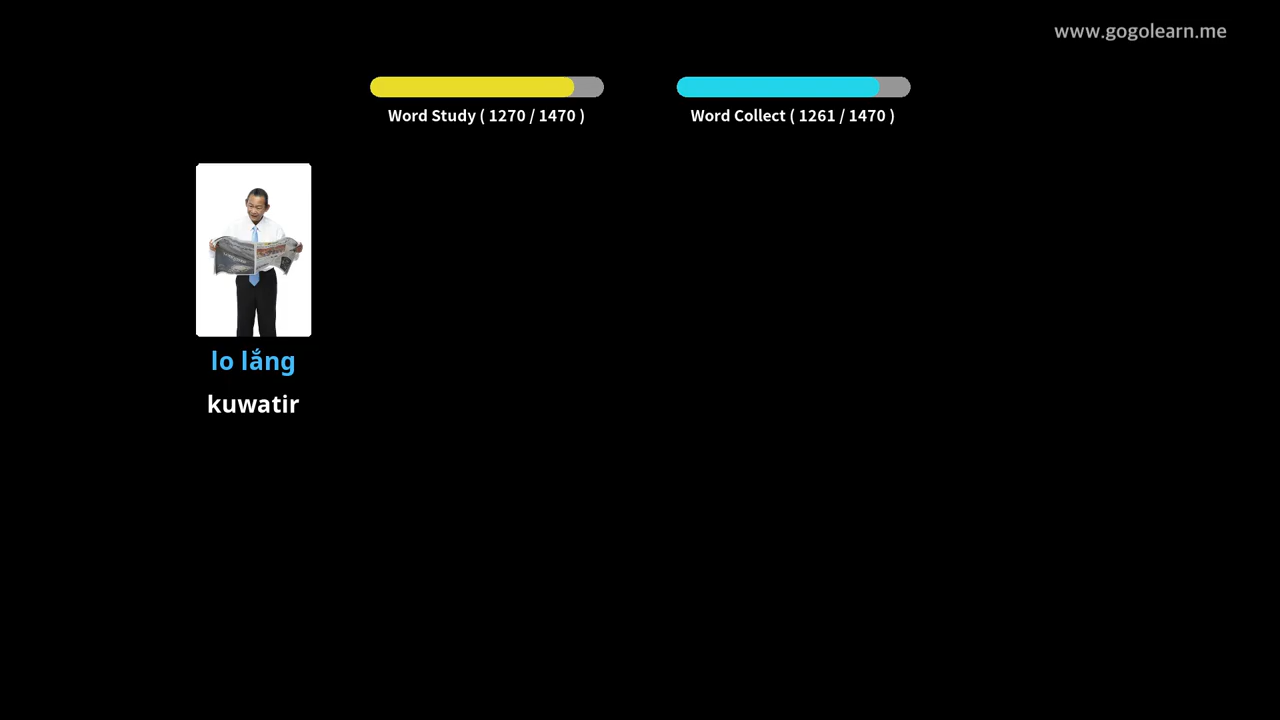 www.gogolearn.me
Word Study ( 1270 / 1470 )
Word Collect ( 1261 / 1470 )
lo lắng
kuwatir